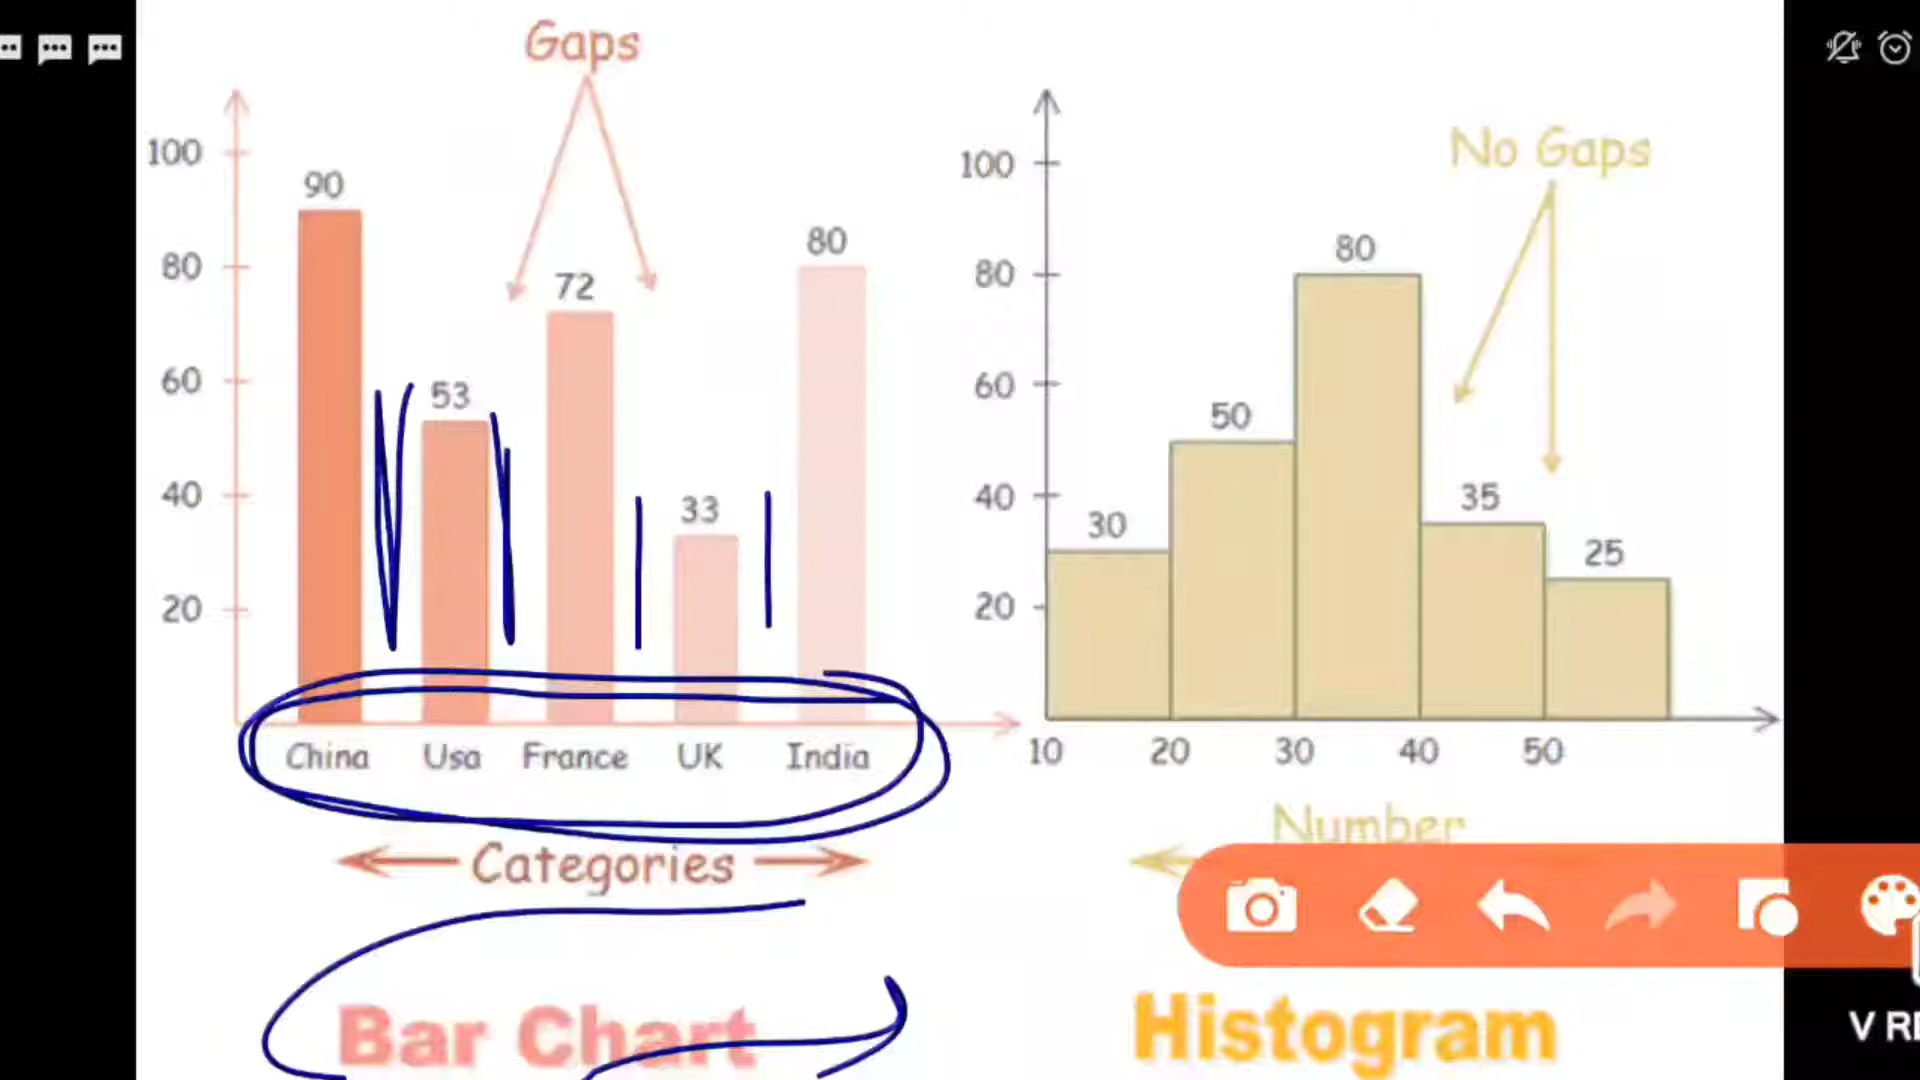 Gaps
100
90
80
80
72
60
53
40
33
20
China Usa France UK India
Categories
Bar Chart
No Gaps
100
80
80
60
50
40
35
30
25
20
10 20 30 40 50
Number
Histogram